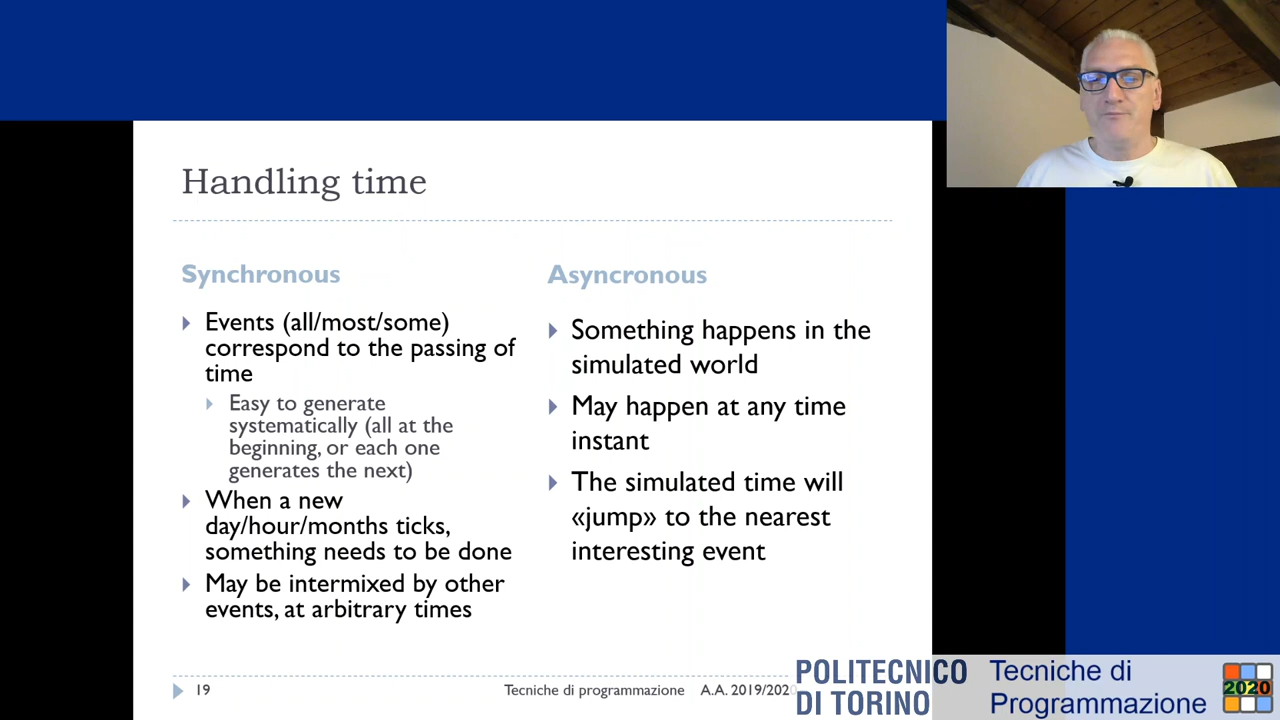 Handling time
Synchronous
Events (all/most/some)
correspond to the passing of
time
Easy to generate
systematically (all at the
beginning, or each one
generates the next)
When a new
day/hour/months ticks,
something needs to be done
May be intermixed by other
events, at arbitrary times
Asyncronous
Something happens in the
simulated world
May happen at any time
instant
The simulated time will
«jump» to the nearest
interesting event
19
Tecniche di programmazione A.A. 2019/2020
POLITECNICO
DI TORINO
Tecniche di
Programmazione
2020